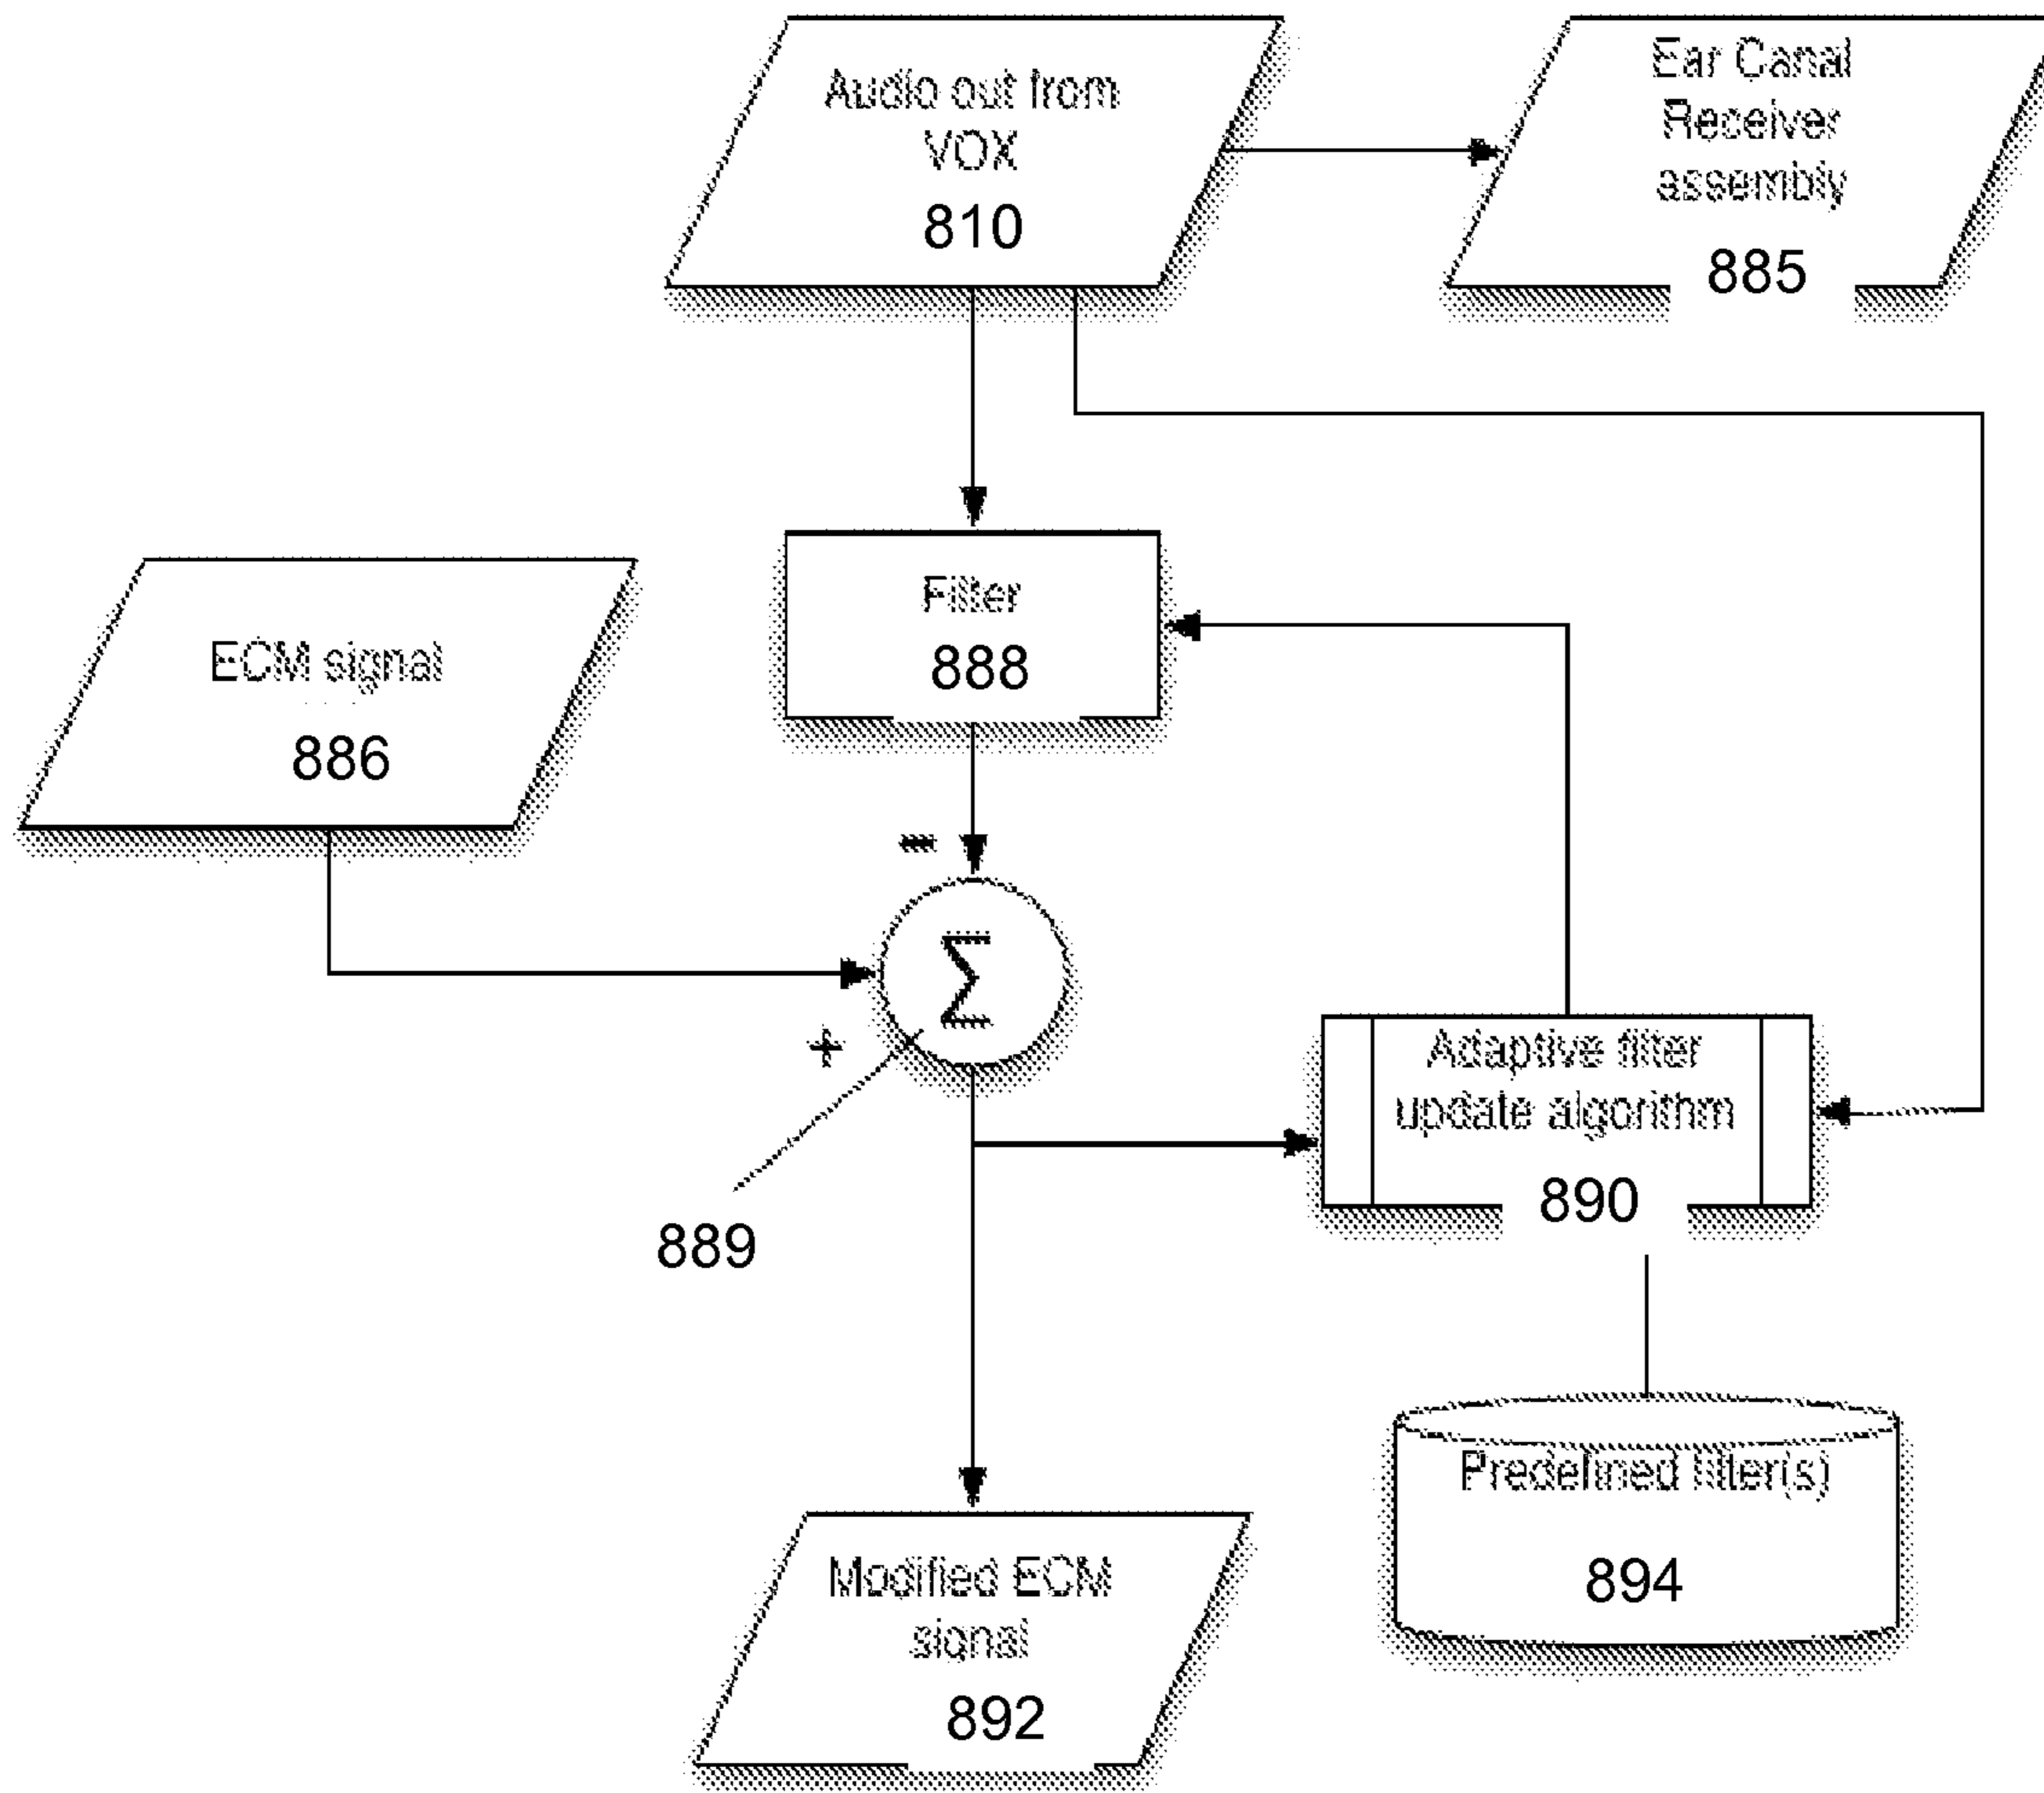 Audio out from
VOX
810
Ear Canal
Receiver
assembly
885
Filter
888
ECM signal
886
-
Σ
+
889
Adaptive filter
update algorithm
890
Predefined filter(s)
894
Modified ECM
signal
892